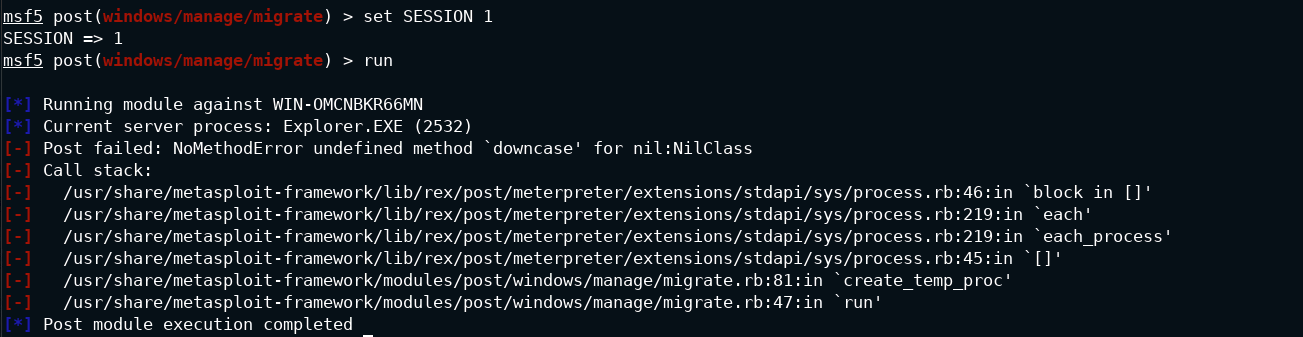 msf5 post(windows/manage/migrate) > set SESSION 1
SESSION => 1
msf5 post(windows/manage/migrate) > run
[*] Running module against WIN-OMCNBKR66MN
[*] Current server process: Explorer.EXE (2532)
[-] Post failed: NoMethodError undefined method `downcase' for nil:NilClass
[-] Call stack:
[-]   /usr/share/metasploit-framework/lib/rex/post/meterpreter/extensions/stdapi/sys/process.rb:46:in `block in []'
[-]   /usr/share/metasploit-framework/lib/rex/post/meterpreter/extensions/stdapi/sys/process.rb:219:in `each'
[-]   /usr/share/metasploit-framework/lib/rex/post/meterpreter/extensions/stdapi/sys/process.rb:219:in `each_process'
[-]   /usr/share/metasploit-framework/lib/rex/post/meterpreter/extensions/stdapi/sys/process.rb:45:in `[]'
[-]   /usr/share/metasploit-framework/modules/post/windows/manage/migrate.rb:81:in `create_temp_proc'
[-]   /usr/share/metasploit-framework/modules/post/windows/manage/migrate.rb:47:in `run'
[*] Post module execution completed